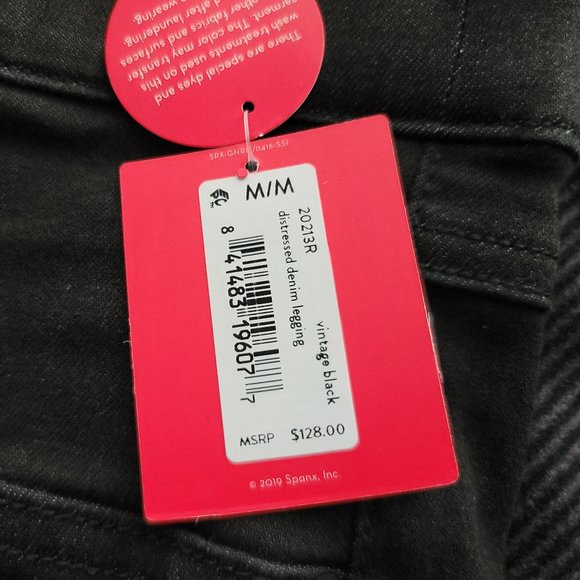 There are special dyes and
wash treatments used on this
garment. The color may transfer
other fabrics and surfaces
after laundering
wearing.
SPX-GNRC/0416-SS1
M/M
20213R
distressed denim legging
vintage black
8 41483 19607 7
MSRP $128.00
© 2019 Spanx, Inc.